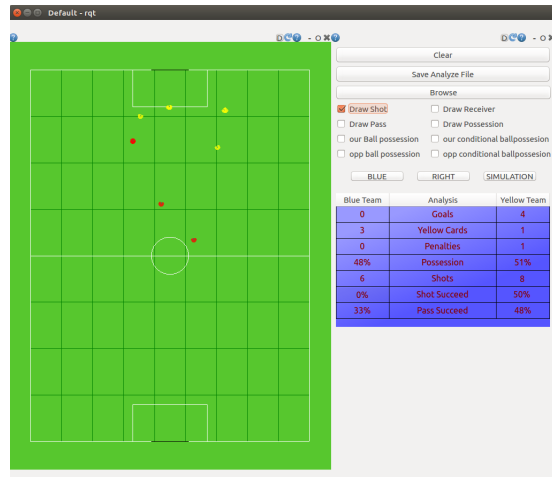 Default - rqt
D C ? - O ✖
D C ? - O ✖
Clear
Save Analyze File
Browse
Draw Shot Draw Receiver
Draw Pass Draw Possession
our Ball possession our conditional ballpossesion
opp ball possession opp conditional ballpossesion
BLUE RIGHT SIMULATION
Blue Team Analysis Yellow Team
0 Goals 4
3 Yellow Cards 1
0 Penalties 1
48% Possession 51%
6 Shots 8
0% Shot Succeed 50%
33% Pass Succeed 48%